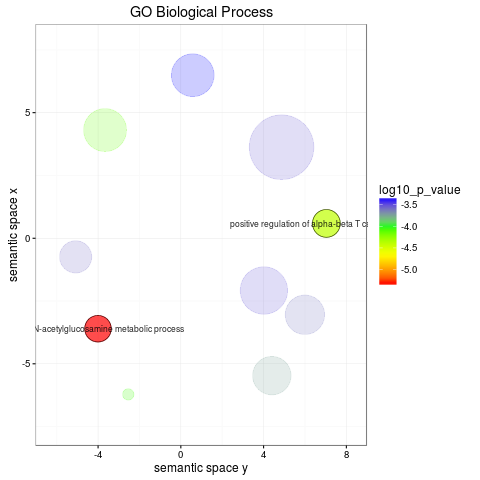 GO Biological Process
semantic space x
5
0
-5
positive regulation of alpha-beta T c
N-acetylglucosamine metabolic process
-4
0
4
8
semantic space y
log10_p_value
-3.5
-4.0
-4.5
-5.0